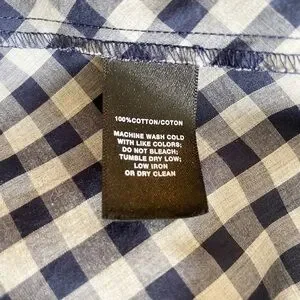 100%COTTON/COTON
MACHINE WASH COLD
WITH LIKE COLORS;
DO NOT BLEACH;
TUMBLE DRY LOW;
LOW IRON
OR DRY CLEAN